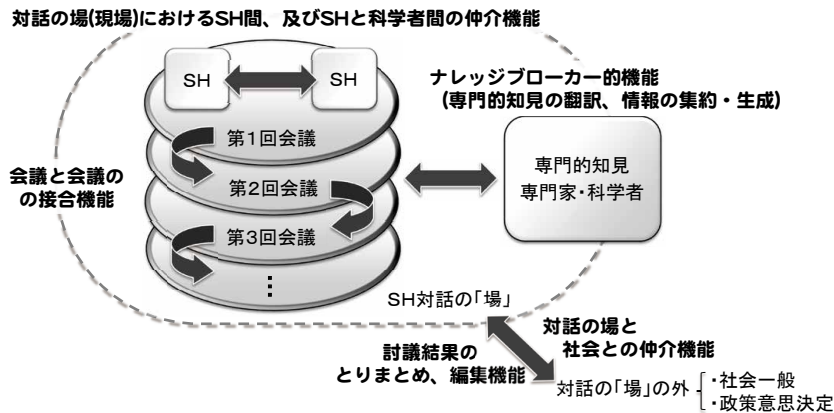 対話の場(現場)におけるSH間、及びSHと科学者間の仲介機能
SH
SH
ナレッジブローカー的機能
(専門的知見の翻訳、情報の集約・生成)
第1回会議
専門的知見
専門家・科学者
会議と会議の
の接合機能
第2回会議
第3回会議
⋮
SH対話の「場」
対話の場と
社会との仲介機能
討議結果の
とりまとめ、編集機能
対話の「場」の外
・社会一般
・政策意思決定